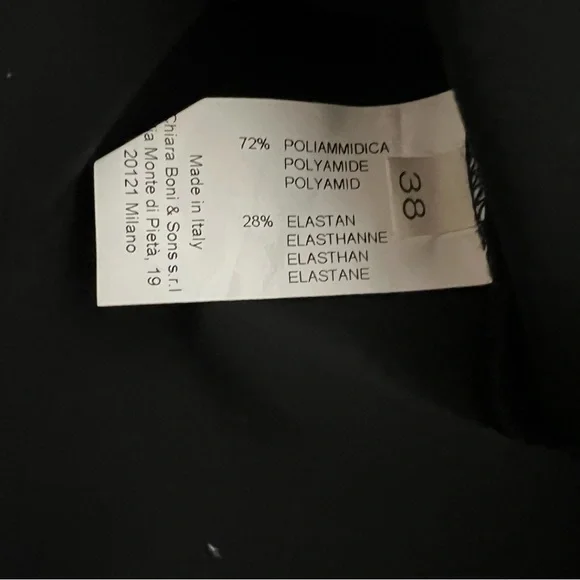 72% POLIAMMIDICA
POLYAMIDE
POLYAMID
28% ELASTAN
ELASTHANNE
ELASTHAN
ELASTANE
38
Made in Italy
Chiara Boni & Sons s.r.l
Via Monte di Pietà, 19
20121 Milano